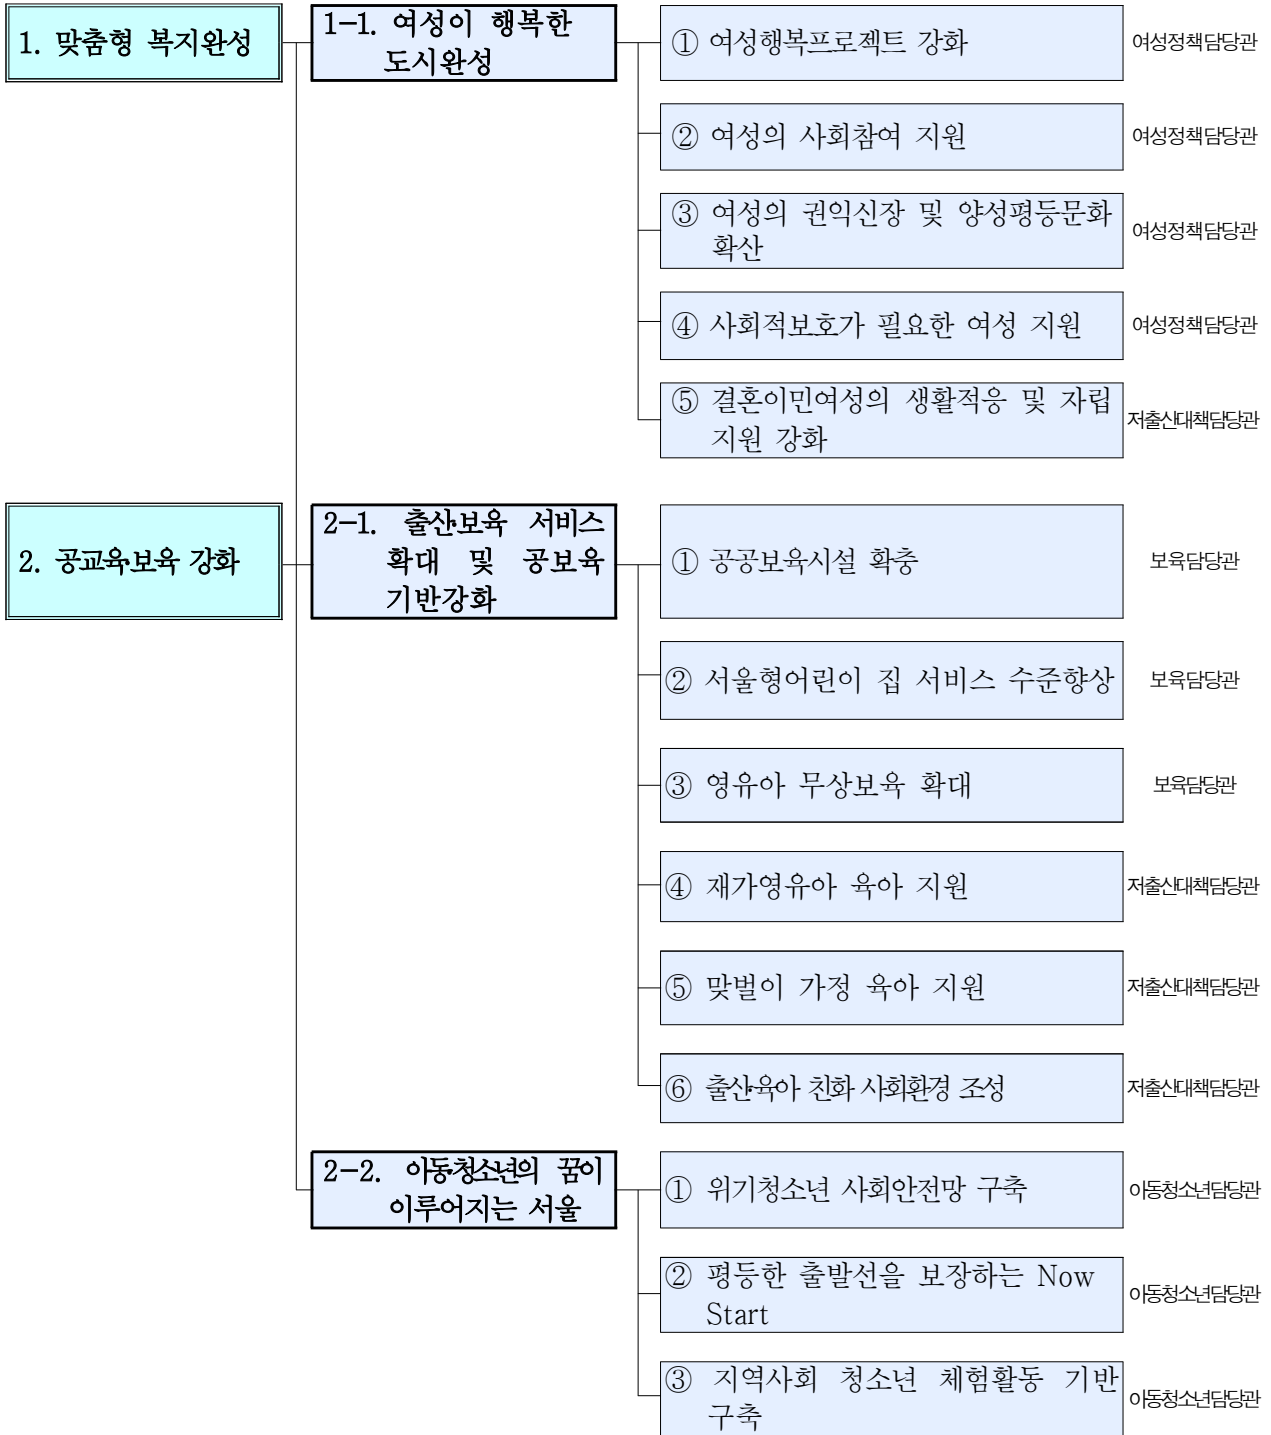 1. 맞춤형 복지완성
1-1. 여성이 행복한
도시완성
① 여성행복프로젝트 강화
여성정책담당관
② 여성의 사회참여 지원
여성정책담당관
③ 여성의 권익신장 및 양성평등문화
확산
여성정책담당관
④ 사회적보호가 필요한 여성 지원
여성정책담당관
⑤ 결혼이민여성의 생활적응 및 자립
지원 강화
저출산대책담당관
2. 공교육·보육 강화
2-1. 출산·보육 서비스
확대 및 공보육
기반강화
① 공공보육시설 확충
보육담당관
② 서울형어린이 집 서비스 수준향상
보육담당관
③ 영유아 무상보육 확대
보육담당관
④ 재가영유아 육아 지원
저출산대책담당관
⑤ 맞벌이 가정 육아 지원
저출산대책담당관
⑥ 출산·육아 친화 사회환경 조성
저출산대책담당관
2-2. 아동·청소년의 꿈이
이루어지는 서울
① 위기청소년 사회안전망 구축
아동청소년담당관
② 평등한 출발선을 보장하는 Now
Start
아동청소년담당관
③ 지역사회 청소년 체험활동 기반
구축
아동청소년담당관